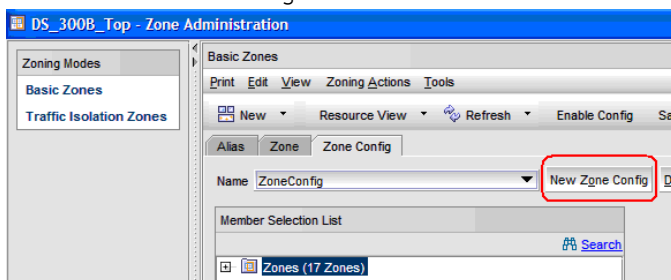 DS_300B_Top - Zone Administration
Zoning Modes
Basic Zones
Traffic Isolation Zones
Basic Zones
Print Edit View Zoning Actions Tools
New Resource View Refresh Enable Config
Alias Zone Zone Config
Name ZoneConfig New Zone Config
Member Selection List
Search
Zones (17 Zones)